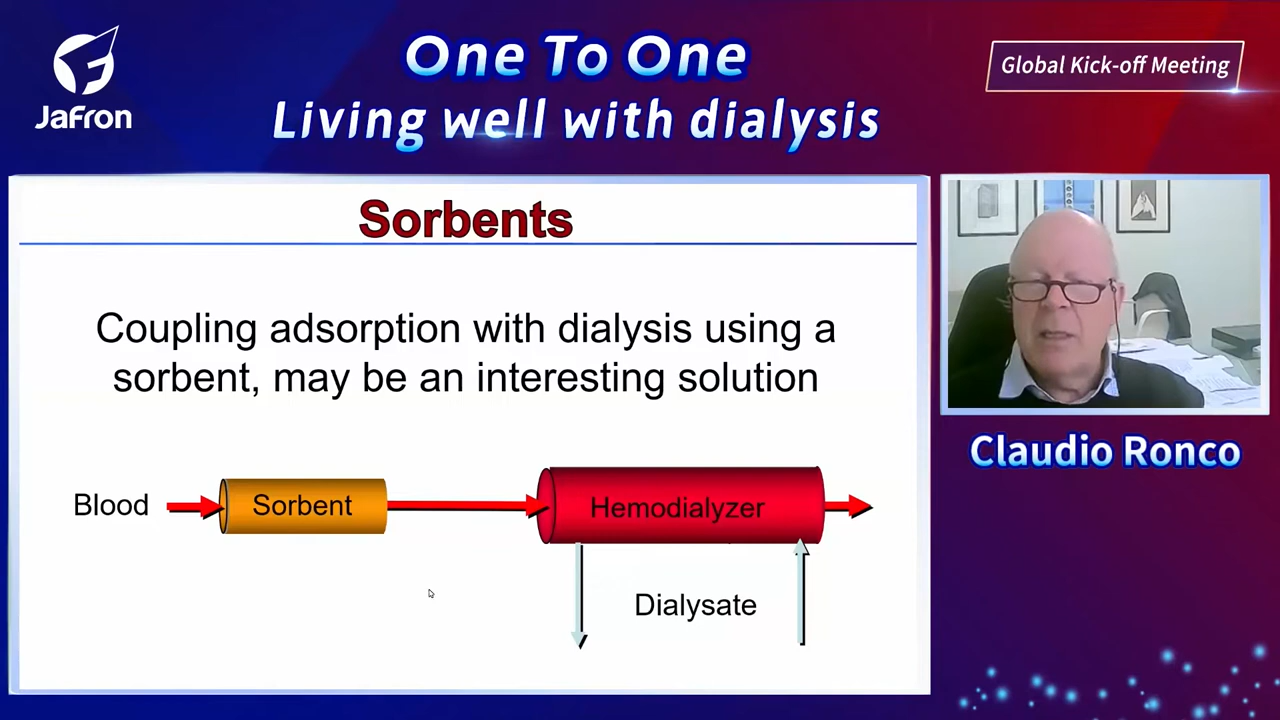 JaFron
One To One
Living well with dialysis
Global Kick-off Meeting
Sorbents
Coupling adsorption with dialysis using a
sorbent, may be an interesting solution
Blood
Sorbent
Hemodialyzer
Dialysate
Claudio Ronco